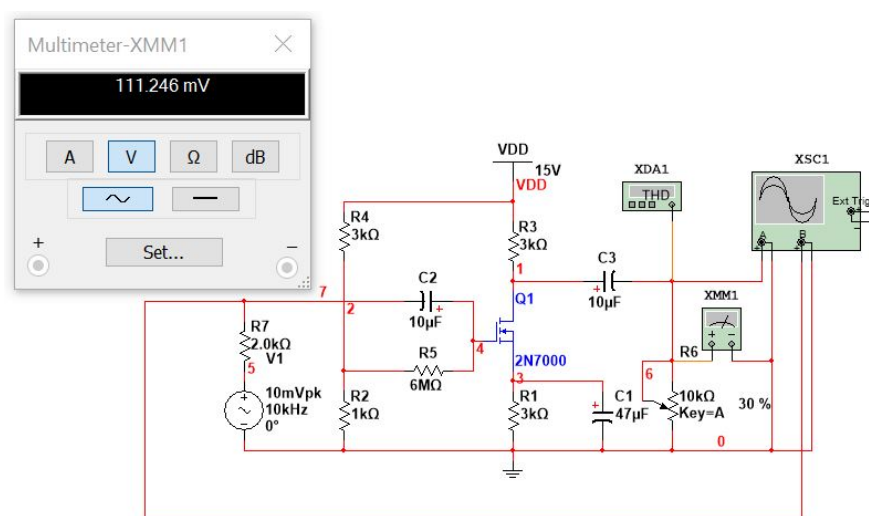 Multimeter-XMM1
111.246 mV
A
V
Ω
dB
+
Set...
−
VDD
15V
VDD
XDA1
THD
XSC1
Ext Trig
+
−
A
B
R4
3kΩ
R3
3kΩ
1
C3
+
10µF
7
2
C2
+
10µF
Q1
4
2N7000
XMM1
+ −
R7
2.0kΩ
V1
5
R5
6MΩ
3
R6
6
10mVpk
10kHz
0°
R2
1kΩ
R1
3kΩ
+
C1
47µF
10kΩ
Key=A
30 %
0